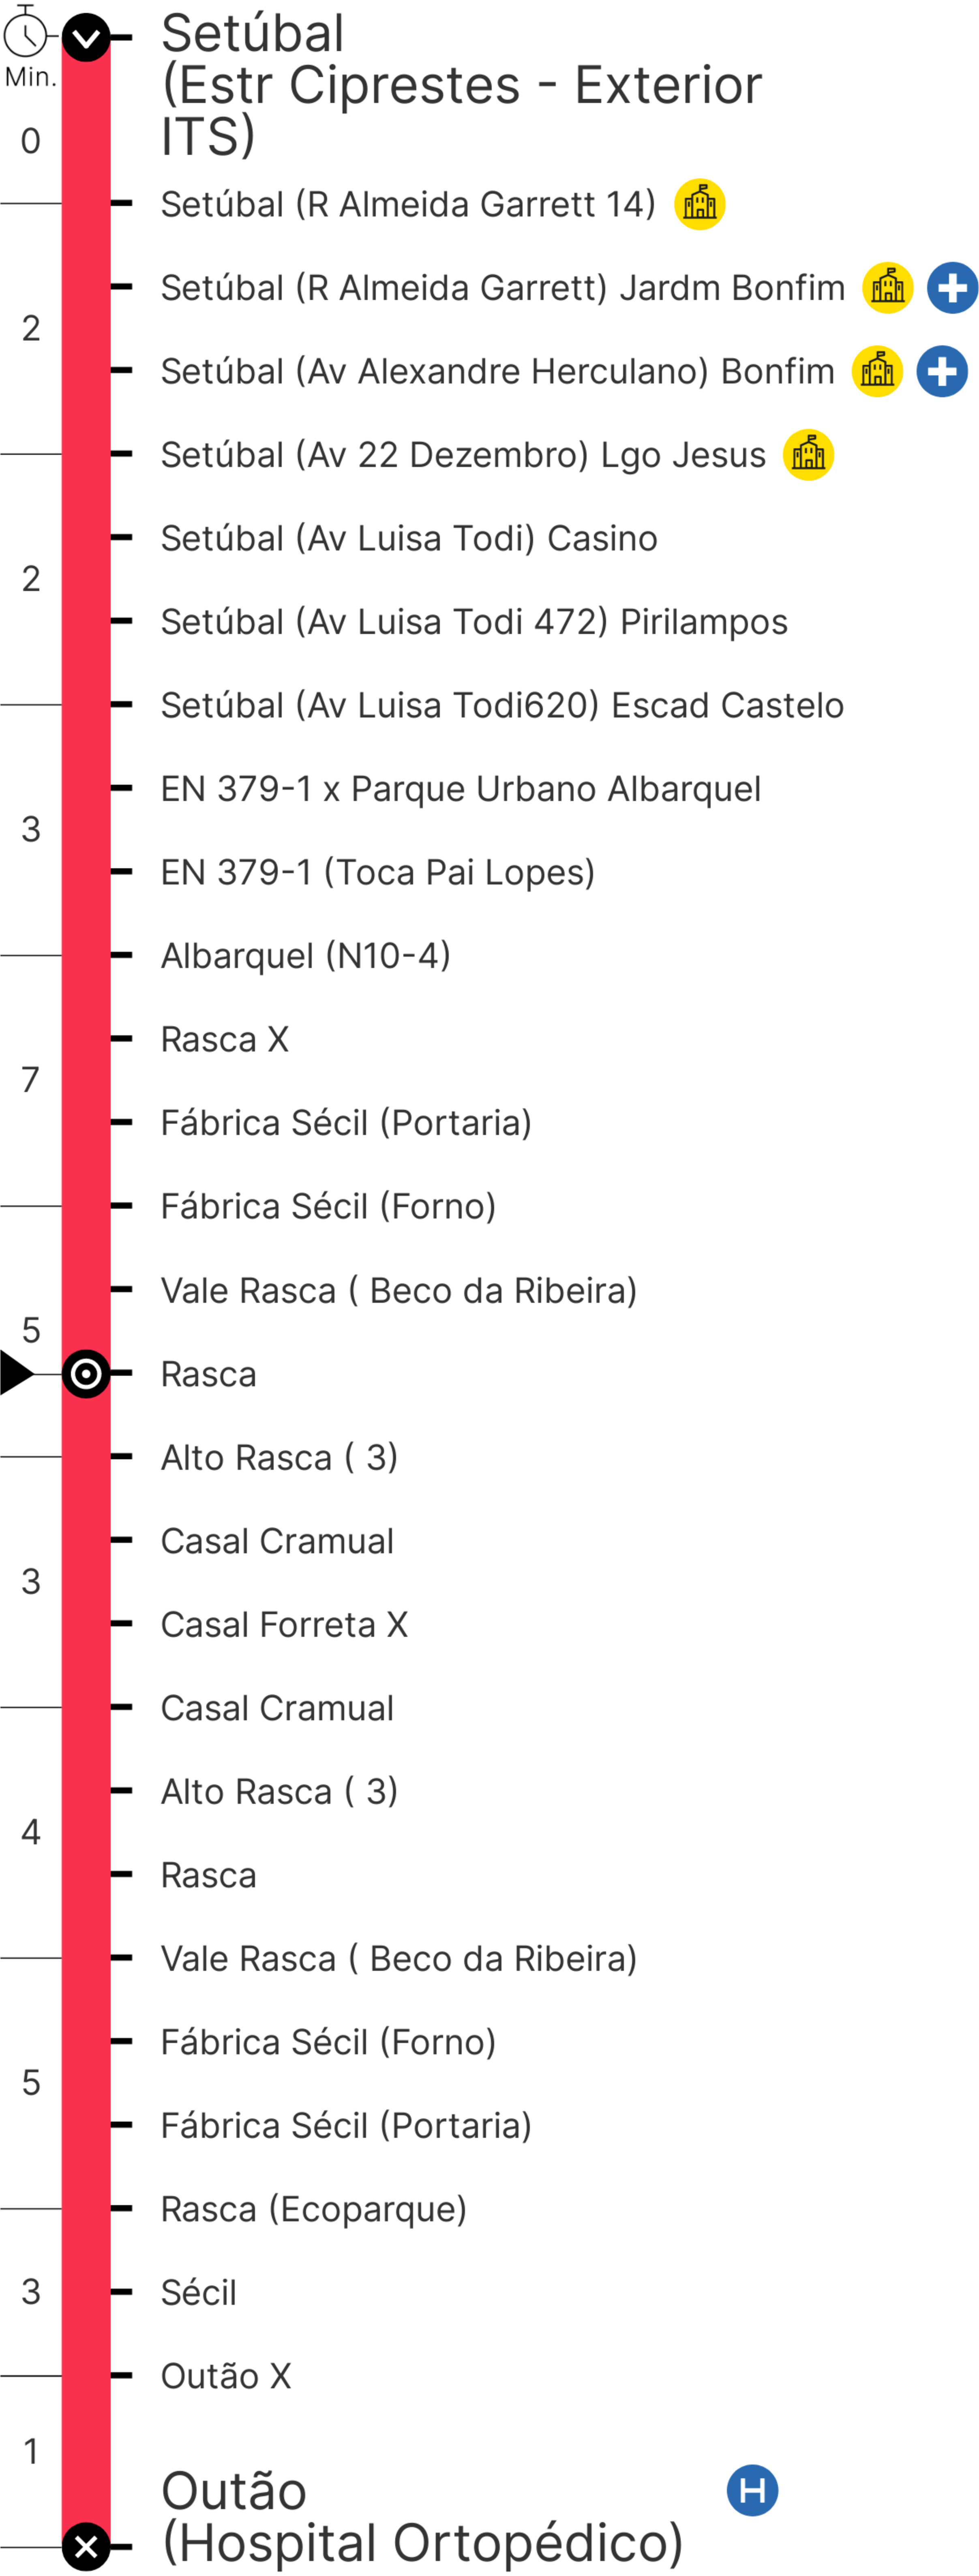 Setúbal
Min.
(Estr Ciprestes - Exterior
ITS)
0
Setúbal (R Almeida Garrett 14)
Setúbal (R Almeida Garrett) Jardm Bonfim
2
Setúbal (Av Alexandre Herculano) Bonfim
Setúbal (Av 22 Dezembro) Lgo Jesus
Setúbal (Av Luisa Todi) Casino
2
Setúbal (Av Luisa Todi 472) Pirilampos
Setúbal (Av Luisa Todi620) Escad Castelo
EN 379-1 x Parque Urbano Albarquel
3
EN 379-1 (Toca Pai Lopes)
Albarquel (N10-4)
Rasca X
7
Fábrica Sécil (Portaria)
Fábrica Sécil (Forno)
Vale Rasca ( Beco da Ribeira)
5
Rasca
Alto Rasca ( 3)
Casal Cramual
3
Casal Forreta X
Casal Cramual
Alto Rasca ( 3)
4
Rasca
Vale Rasca ( Beco da Ribeira)
Fábrica Sécil (Forno)
5
Fábrica Sécil (Portaria)
Rasca (Ecoparque)
3
Sécil
Outão X
1
Outão
H
(Hospital Ortopédico)